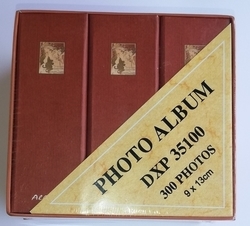 PHOTO ALBUM
DXP 35100
300 PHOTOS
9 x 13cm